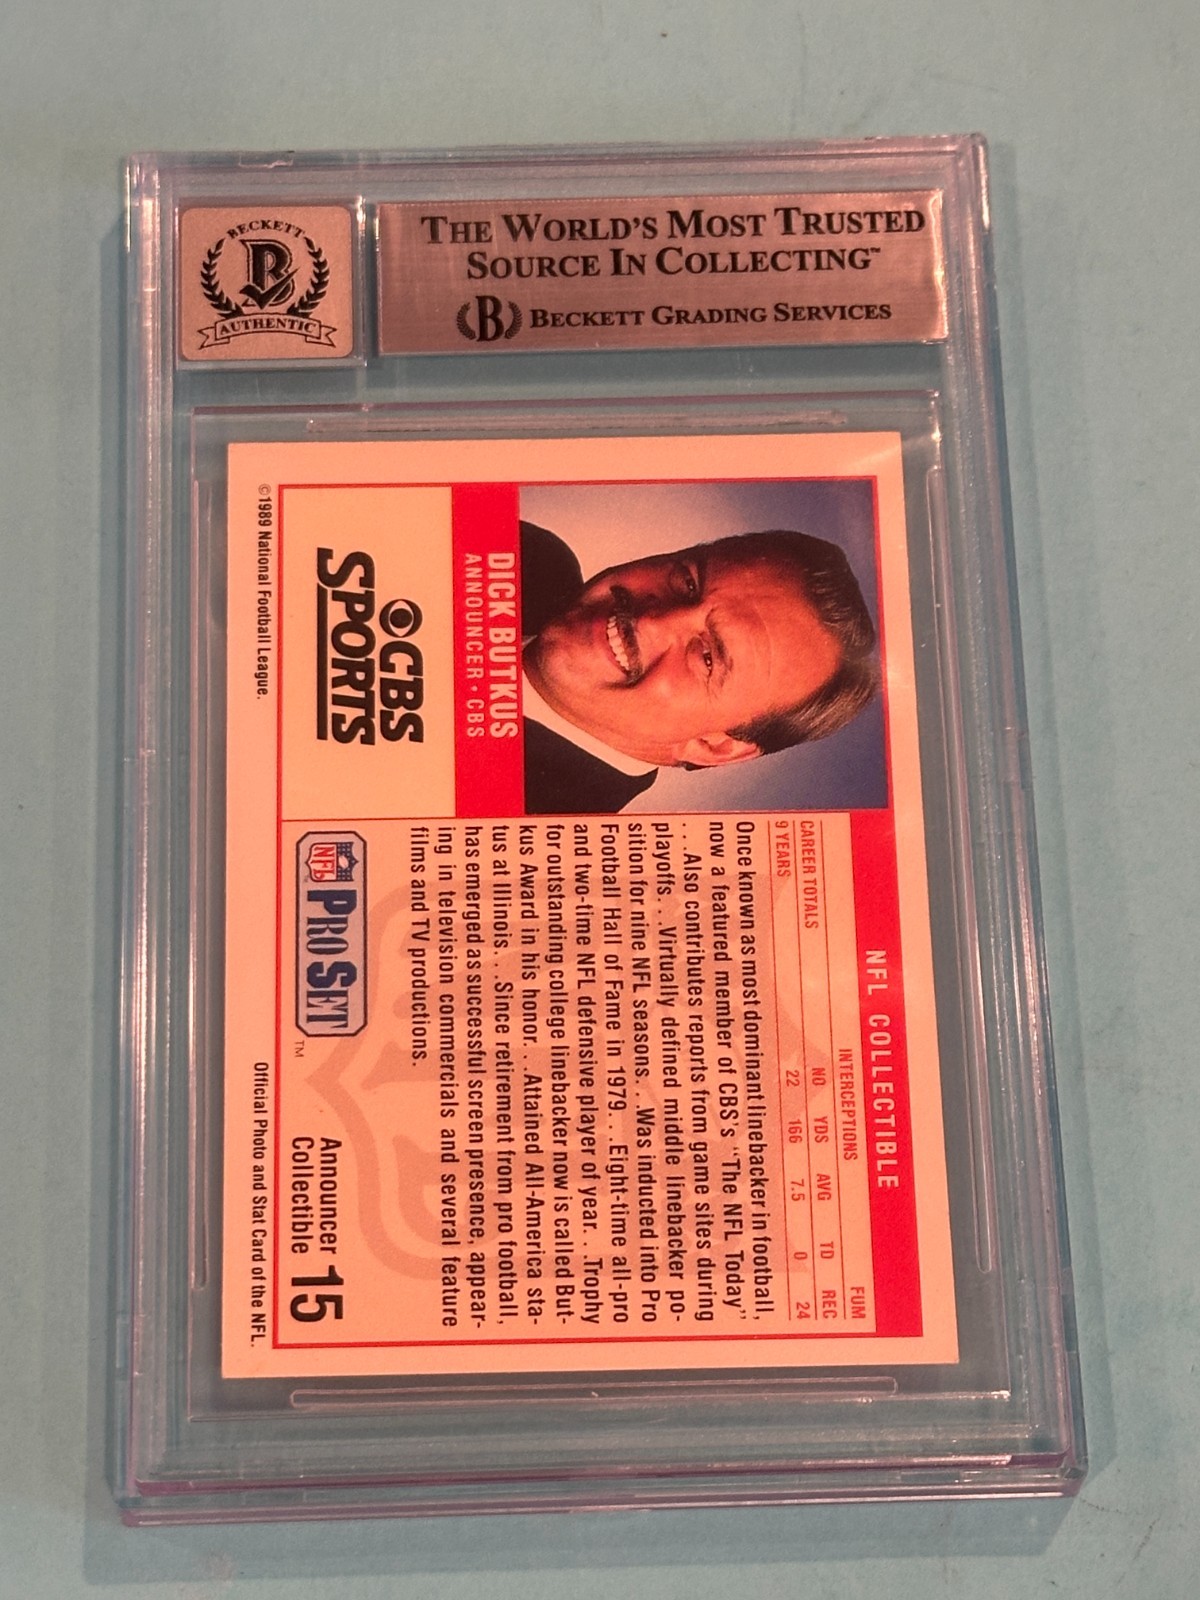 BECKETT
B
AUTHENTIC
THE WORLD'S MOST TRUSTED
SOURCE IN COLLECTING™
B BECKETT GRADING SERVICES
NFL COLLECTIBLE
INTERCEPTIONS FUM
CAREER TOTALS NO YDS AVG TD REC
9 YEARS 22 166 7.5 0 24
Once known as most dominant linebacker in football,
now a featured member of CBS's "The NFL Today"
. . .Also contributes reports from game sites during
playoffs. . .Virtually defined middle linebacker po-
sition for nine NFL seasons. . .Was inducted into Pro
Football Hall of Fame in 1979. . .Eight-time all-pro
and two-time NFL defensive player of year. . .Trophy
for outstanding college linebacker now is called But-
kus Award in his honor. . .Attained All-America sta-
tus at Illinois. . .Since retirement from pro football,
has emerged as successful screen presence, appear-
ing in television commercials and several feature
films and TV productions.
DICK BUTKUS
ANNOUNCER • CBS
CBS
SPORTS
NFL PRO SET™
Announcer
Collectible 15
©1989 National Football League.
Official Photo and Stat Card of the NFL.